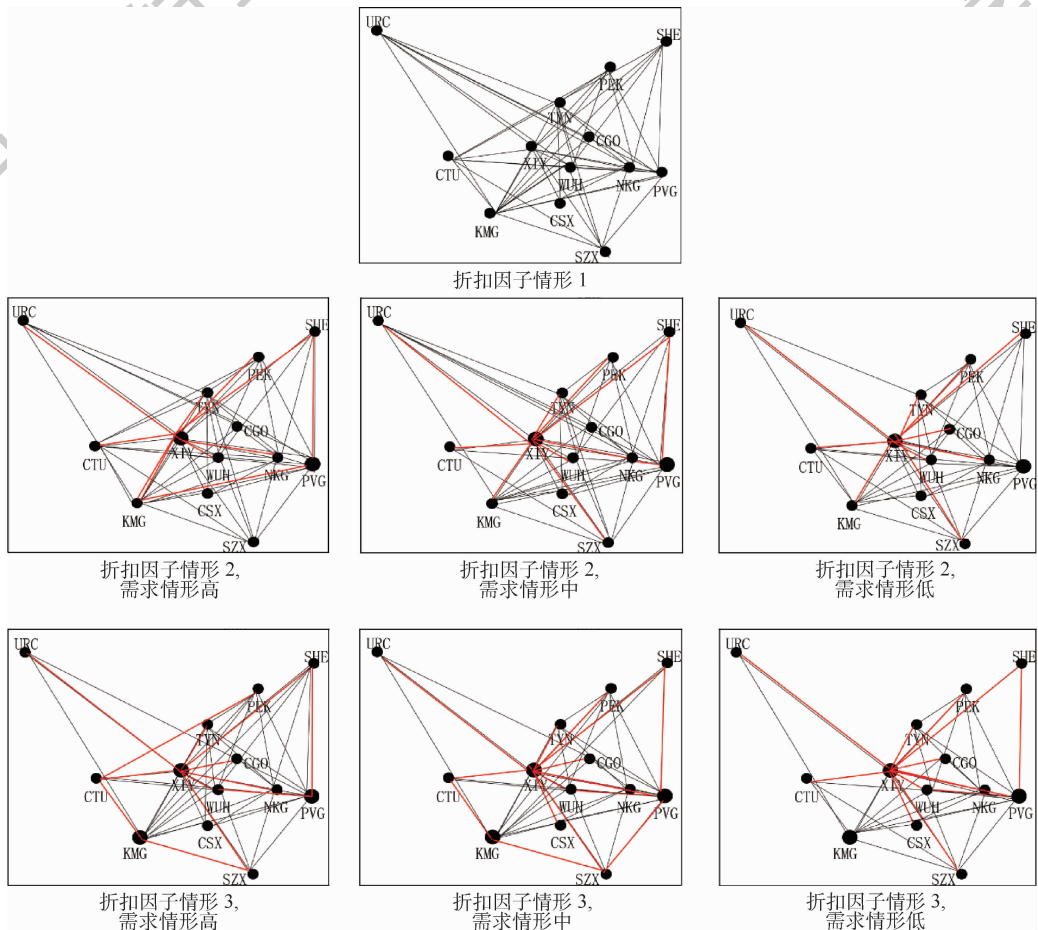 URC
SHE
PEK
TYN
CGO
XIY
CTU
WUH
NKG
PVG
KMG
CSX
SZX
折扣因子情形 1
URC
SHE
PEK
TYN
CGO
XIY
CTU
WUH
NKG
PVG
KMG
CSX
SZX
折扣因子情形 2,
需求情形高
URC
SHE
PEK
TYN
CGO
XIY
CTU
WUH
NKG
PVG
KMG
CSX
SZX
折扣因子情形 2,
需求情形中
URC
SHE
PEK
TYN
CGO
XIY
CTU
WUH
NKG
PVG
KMG
CSX
SZX
折扣因子情形 2,
需求情形低
URC
SHE
PEK
TYN
CGO
XIY
CTU
WUH
NKG
PVG
KMG
CSX
SZX
折扣因子情形 3,
需求情形高
URC
SHE
PEK
TYN
CGO
XIY
CTU
WUH
NKG
PVG
KMG
CSX
SZX
折扣因子情形 3,
需求情形中
URC
SHE
PEK
TYN
CGO
XIY
CTU
WUH
NKG
PVG
KMG
CSX
SZX
折扣因子情形 3,
需求情形低